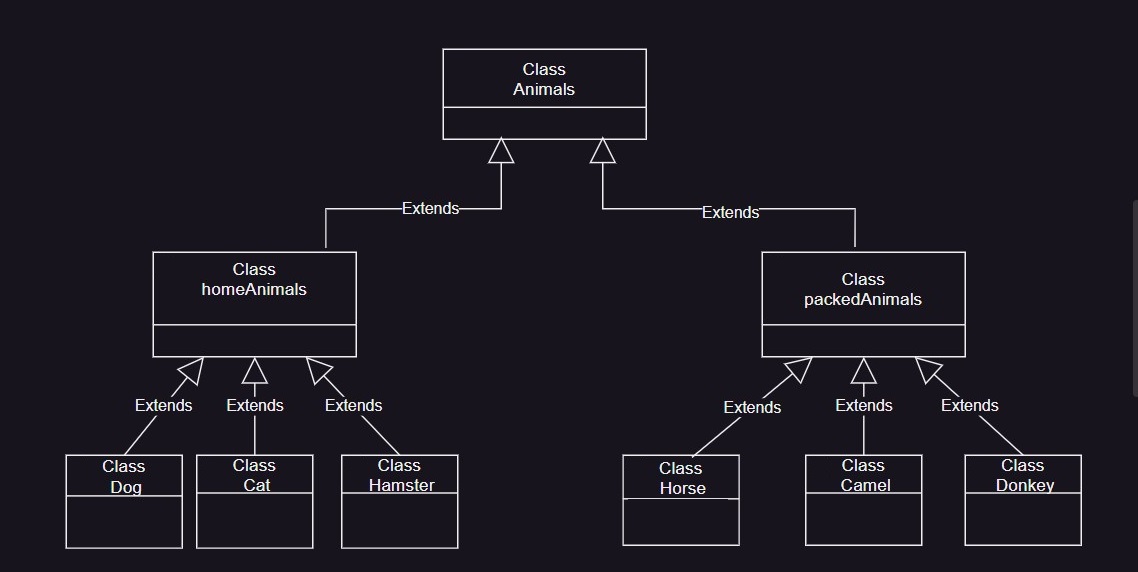 Class
Animals
Extends
Extends
Class
homeAnimals
Class
packedAnimals
Extends
Extends
Extends
Extends
Extends
Extends
Class
Dog
Class
Cat
Class
Hamster
Class
Horse
Class
Camel
Class
Donkey